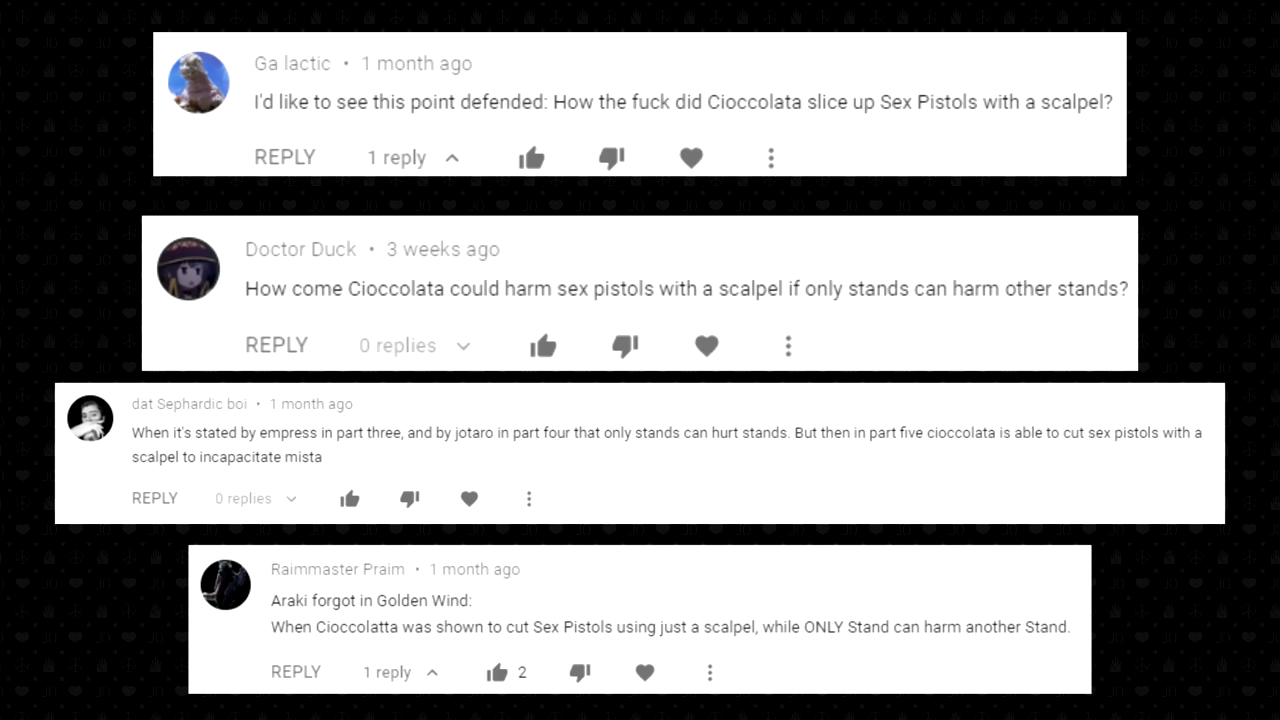 Ga lactic • 1 month ago
I'd like to see this point defended: How the fuck did Cioccolata slice up Sex Pistols with a scalpel?
REPLY 1 reply
Doctor Duck • 3 weeks ago
How come Cioccolata could harm sex pistols with a scalpel if only stands can harm other stands?
REPLY 0 replies
dat Sephardic boi • 1 month ago
When it's stated by empress in part three, and by jotaro in part four that only stands can hurt stands. But then in part five cioccolata is able to cut sex pistols with a
scalpel to incapacitate mista
REPLY 0 replies
Raimmaster Praim • 1 month ago
Araki forgot in Golden Wind:
When Cioccolatta was shown to cut Sex Pistols using just a scalpel, while ONLY Stand can harm another Stand.
REPLY 1 reply 2